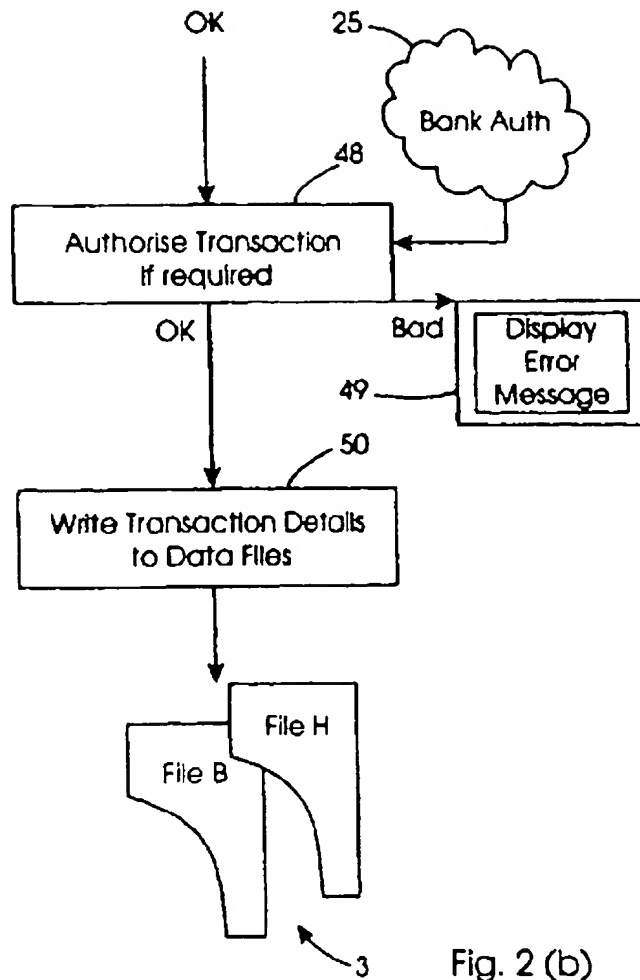 OK
25
Bank Auth
48
Authorise Transaction
If required
OK
Bad
Display
Error
Message
49
50
Write Transaction Details
to Data Files
File H
File B
3
Fig. 2 (b)